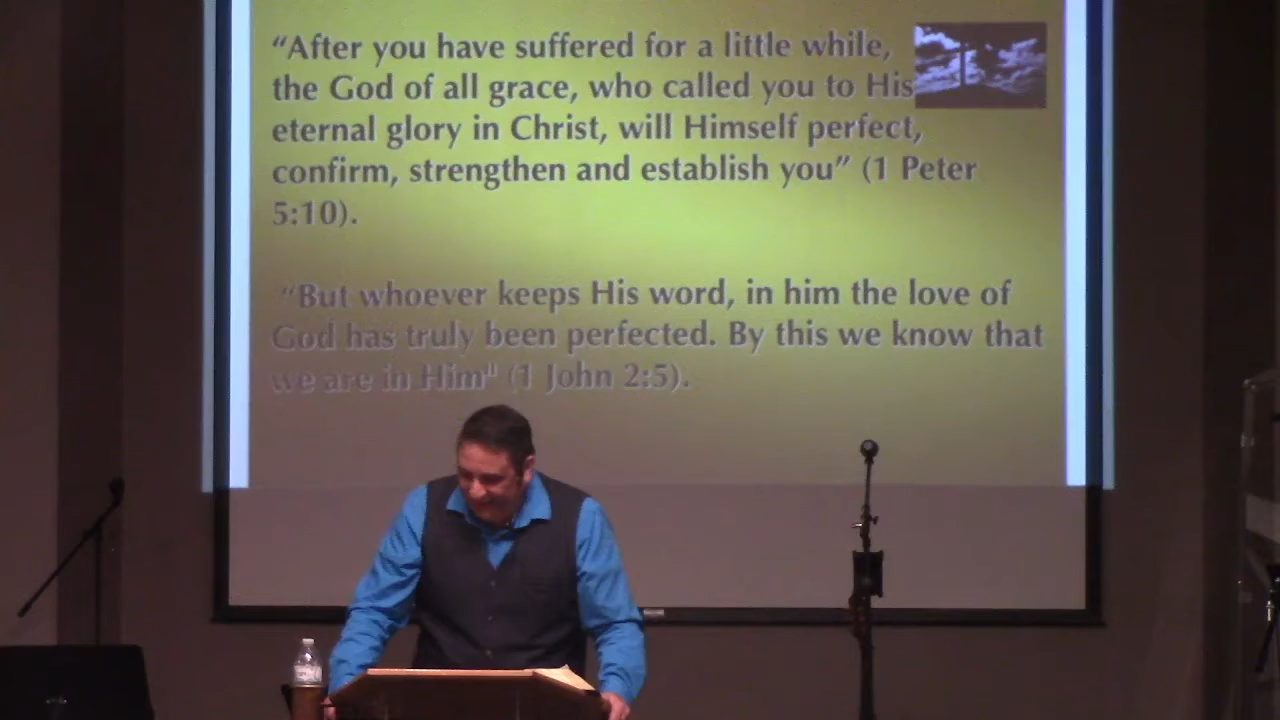 “After you have suffered for a little while,
the God of all grace, who called you to His
eternal glory in Christ, will Himself perfect,
confirm, strengthen and establish you” (1 Peter
5:10).
“But whoever keeps His word, in him the love of
God has truly been perfected. By this we know that
we are in Him" (1 John 2:5).